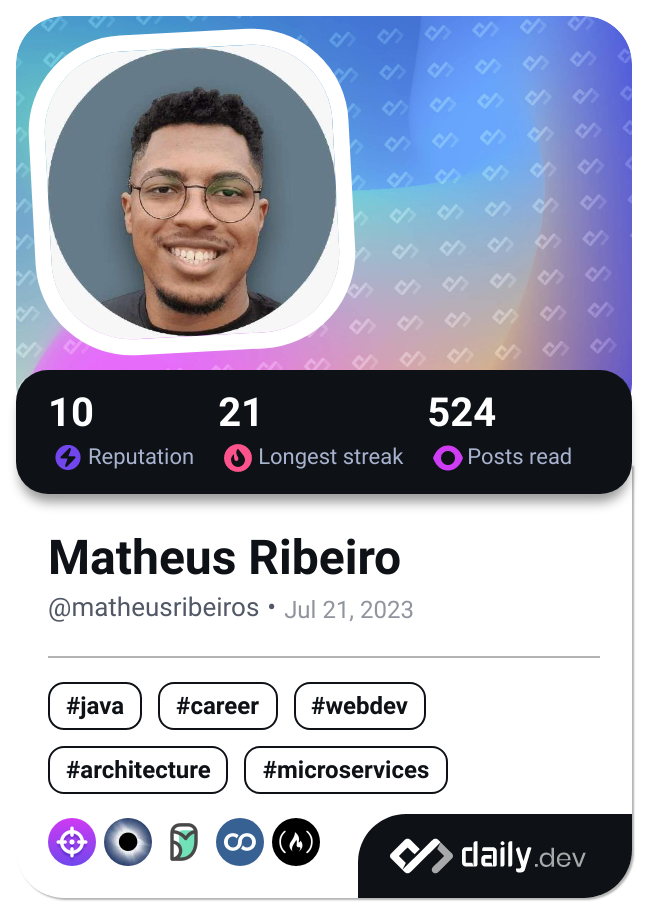 10 21 524
Reputation Longest streak Posts read
Matheus Ribeiro
@matheusribeiros • Jul 21, 2023
#java #career #webdev
#architecture #microservices
daily.dev